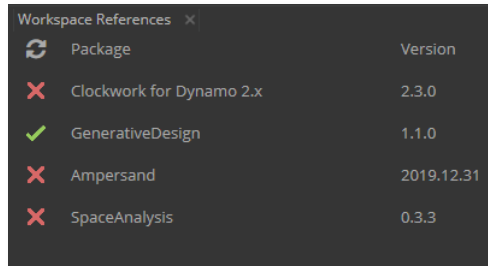 Workspace References
Package Version
Clockwork for Dynamo 2.x 2.3.0
GenerativeDesign 1.1.0
Ampersand 2019.12.31
SpaceAnalysis 0.3.3